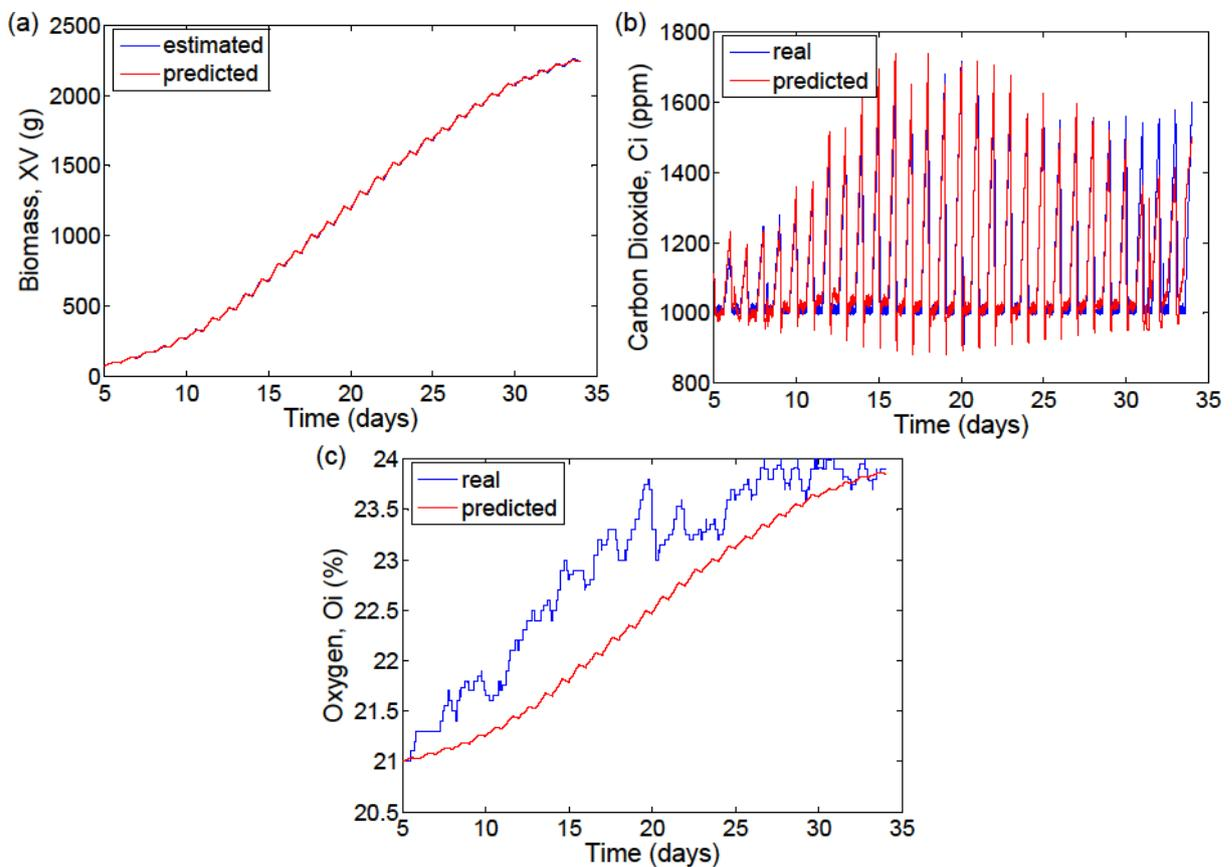 (a)
2500
2000
1500
1000
500
0
Biomass, XV (g)
estimated
predicted
5 10 15 20 25 30 35
Time (days)
(b)
1800
1600
1400
1200
1000
800
Carbon Dioxide, Ci (ppm)
real
predicted
5 10 15 20 25 30 35
Time (days)
(c)
24
23.5
23
22.5
22
21.5
21
20.5
Oxygen, Oi (%)
real
predicted
5 10 15 20 25 30 35
Time (days)